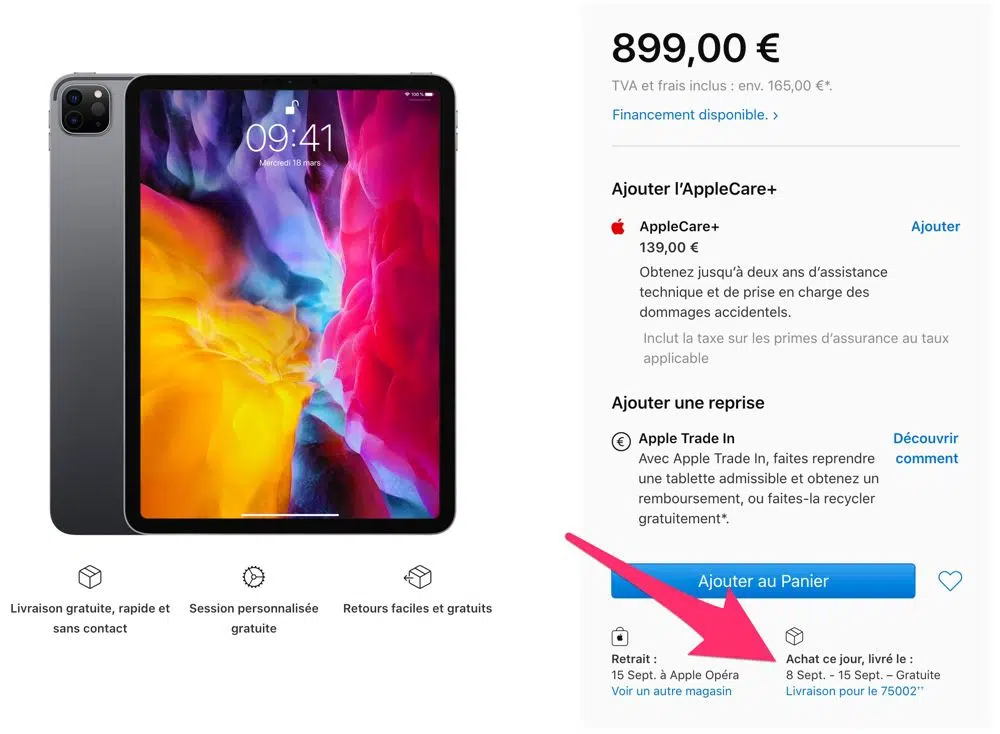 899,00 €
TVA et frais inclus : env. 165,00 €*.
Financement disponible. ›
Ajouter l’AppleCare+
AppleCare+
Ajouter
139,00 €
Obtenez jusqu’à deux ans d’assistance
technique et de prise en charge des
dommages accidentels.
Inclut la taxe sur les primes d’assurance au taux
applicable
Ajouter une reprise
Apple Trade In
Découvrir
comment
Avec Apple Trade In, faites reprendre
une tablette admissible et obtenez un
remboursement, ou faites-la recycler
gratuitement*.
Ajouter au Panier
Retrait :
15 Sept. à Apple Opéra
Voir un autre magasin
Achat ce jour, livré le :
8 Sept. - 15 Sept. – Gratuite
Livraison pour le 75002††
100 %
09:41
Mercredi 18 mars
Livraison gratuite, rapide et
sans contact
Session personnalisée
gratuite
Retours faciles et gratuits